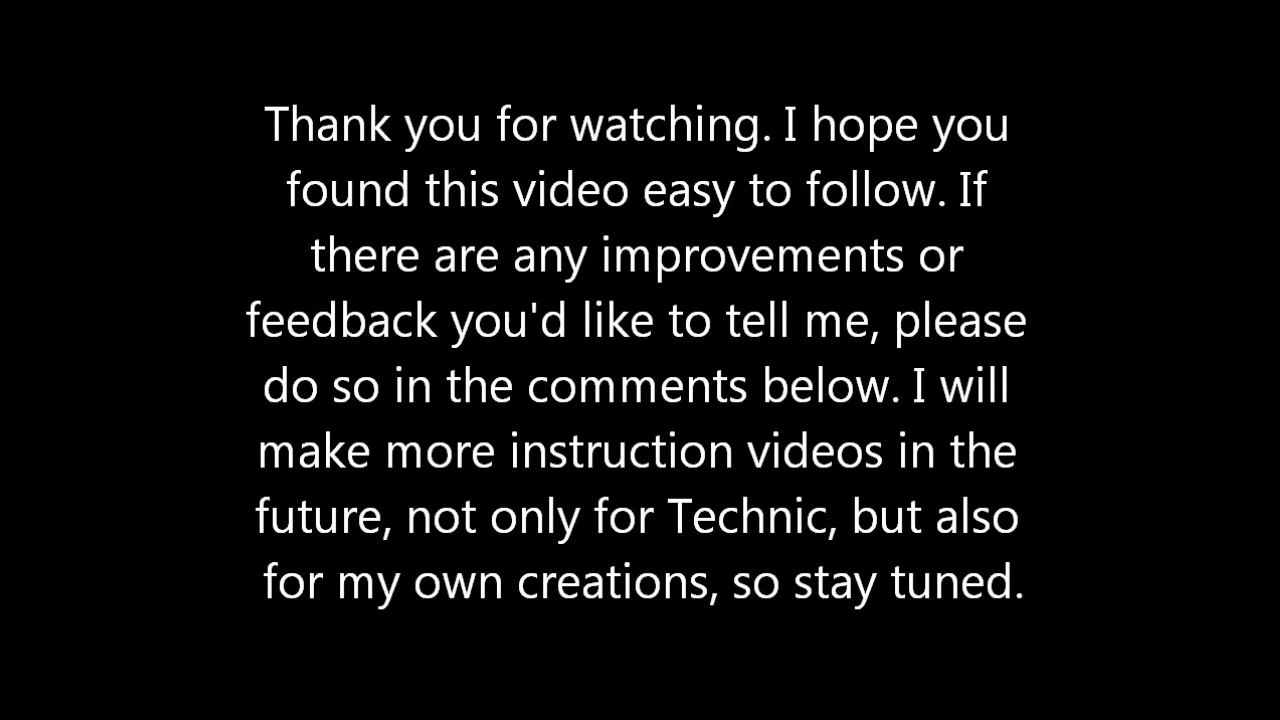 Thank you for watching. I hope you
found this video easy to follow. If
there are any improvements or
feedback you'd like to tell me, please
do so in the comments below. I will
make more instruction videos in the
future, not only for Technic, but also
for my own creations, so stay tuned.